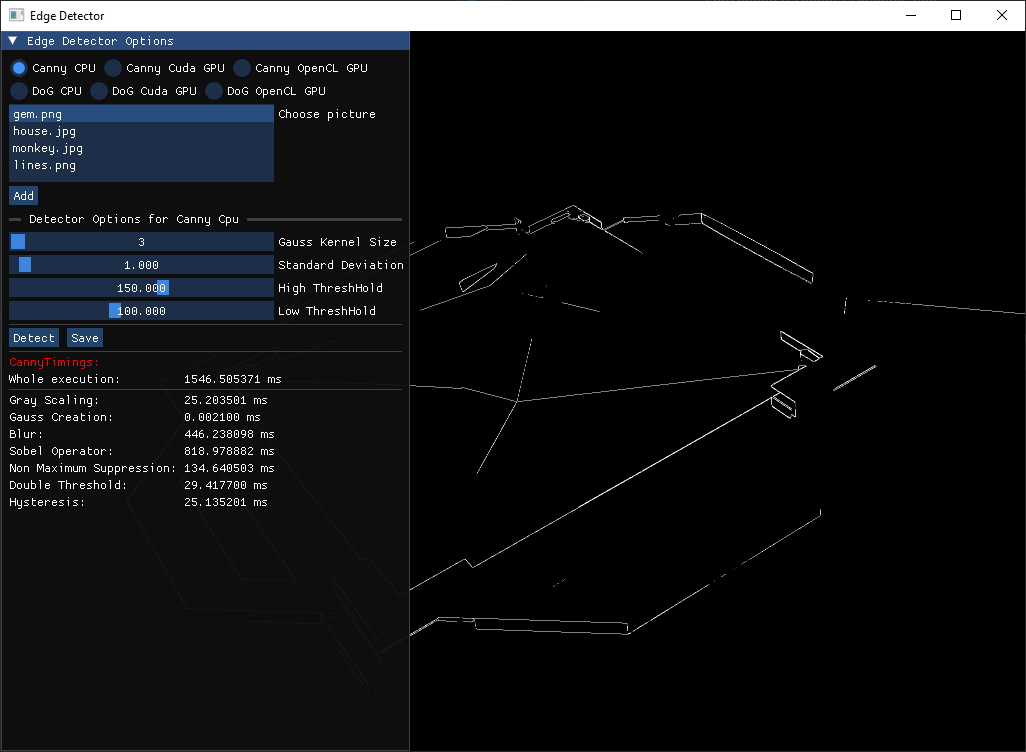 Edge Detector
Edge Detector Options
Canny CPU Canny Cuda GPU Canny OpenCL GPU
DoG CPU DoG Cuda GPU DoG OpenCL GPU
gem.png Choose picture
house.jpg
monkey.jpg
lines.png
Add
Detector Options for Canny Cpu
3 Gauss Kernel Size
1.000 Standard Deviation
150.000 High ThreshHold
100.000 Low ThreshHold
Detect Save
CannyTimings:
Whole execution: 1546.505371 ms
Gray Scaling: 25.203501 ms
Gauss Creation: 0.002100 ms
Blur: 446.238098 ms
Sobel Operator: 818.978882 ms
Non Maximum Suppression: 134.640503 ms
Double Threshold: 29.417700 ms
Hysteresis: 25.135201 ms